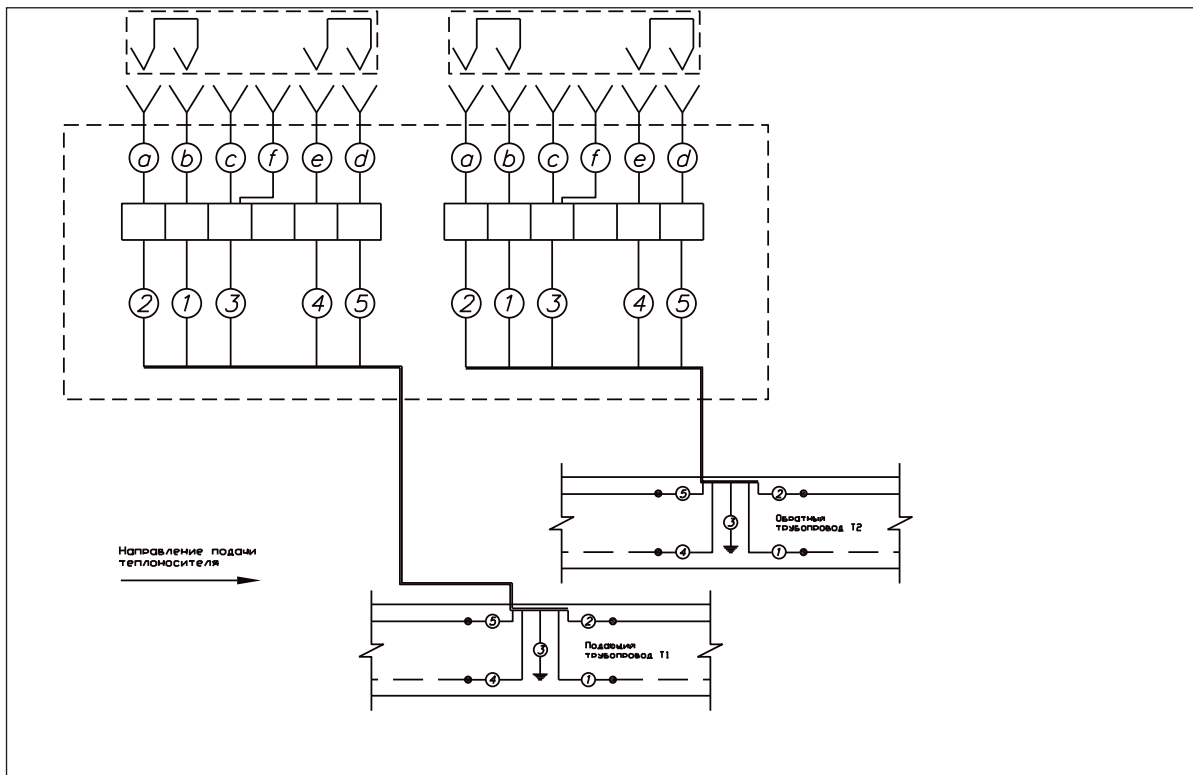 a b c f e d a b c f e d
2 1 3 4 5 2 1 3 4 5
5 2
3
Обратный
трубопровод Т2
4 1
Направление подачи
теплоносителя
5 2
3
Подающий
трубопровод Т1
4 1